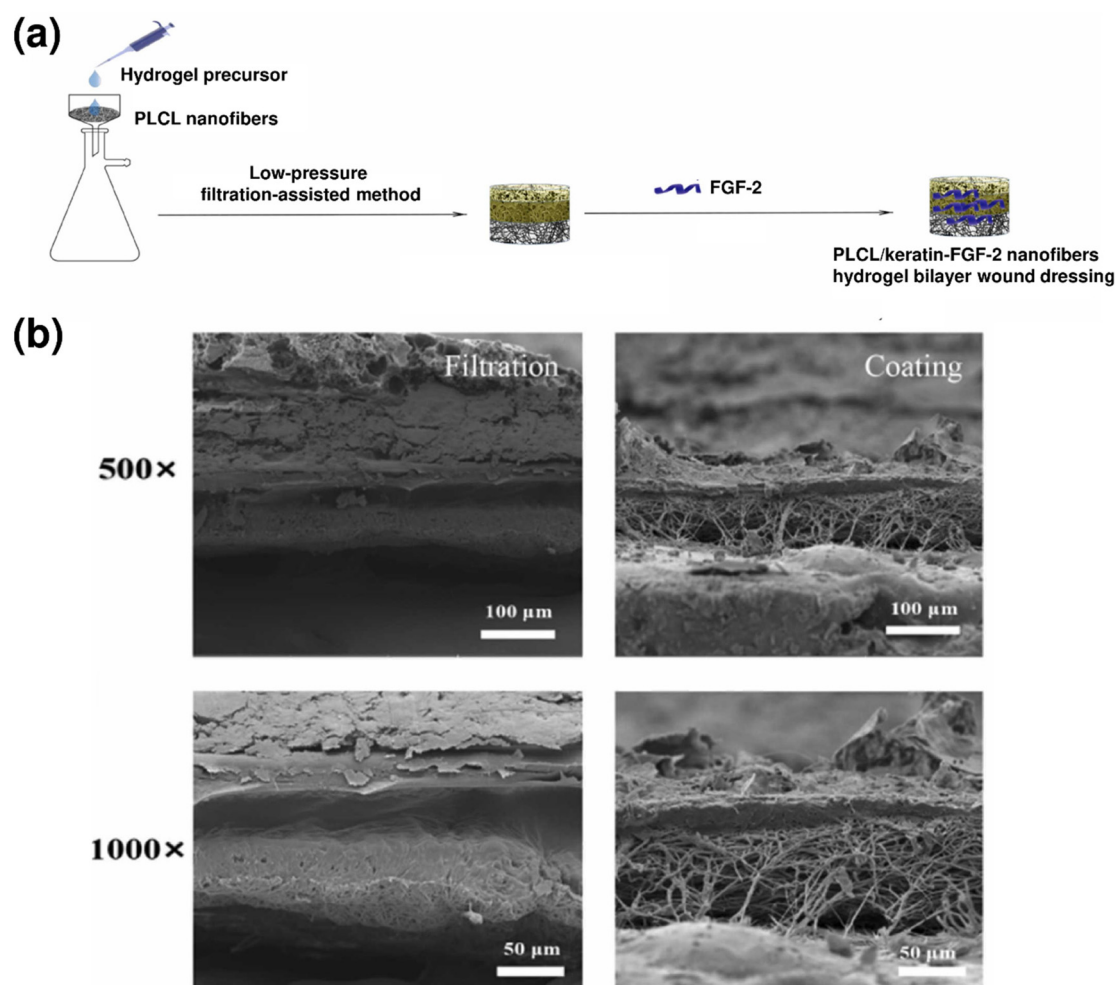 (a)
Hydrogel precursor
PLCL nanofibers
Low-pressure
filtration-assisted method
FGF-2
PLCL/keratin-FGF-2 nanofibers
hydrogel bilayer wound dressing
(b)
Filtration
Coating
500×
100 µm
100 µm
1000×
50 µm
50 µm